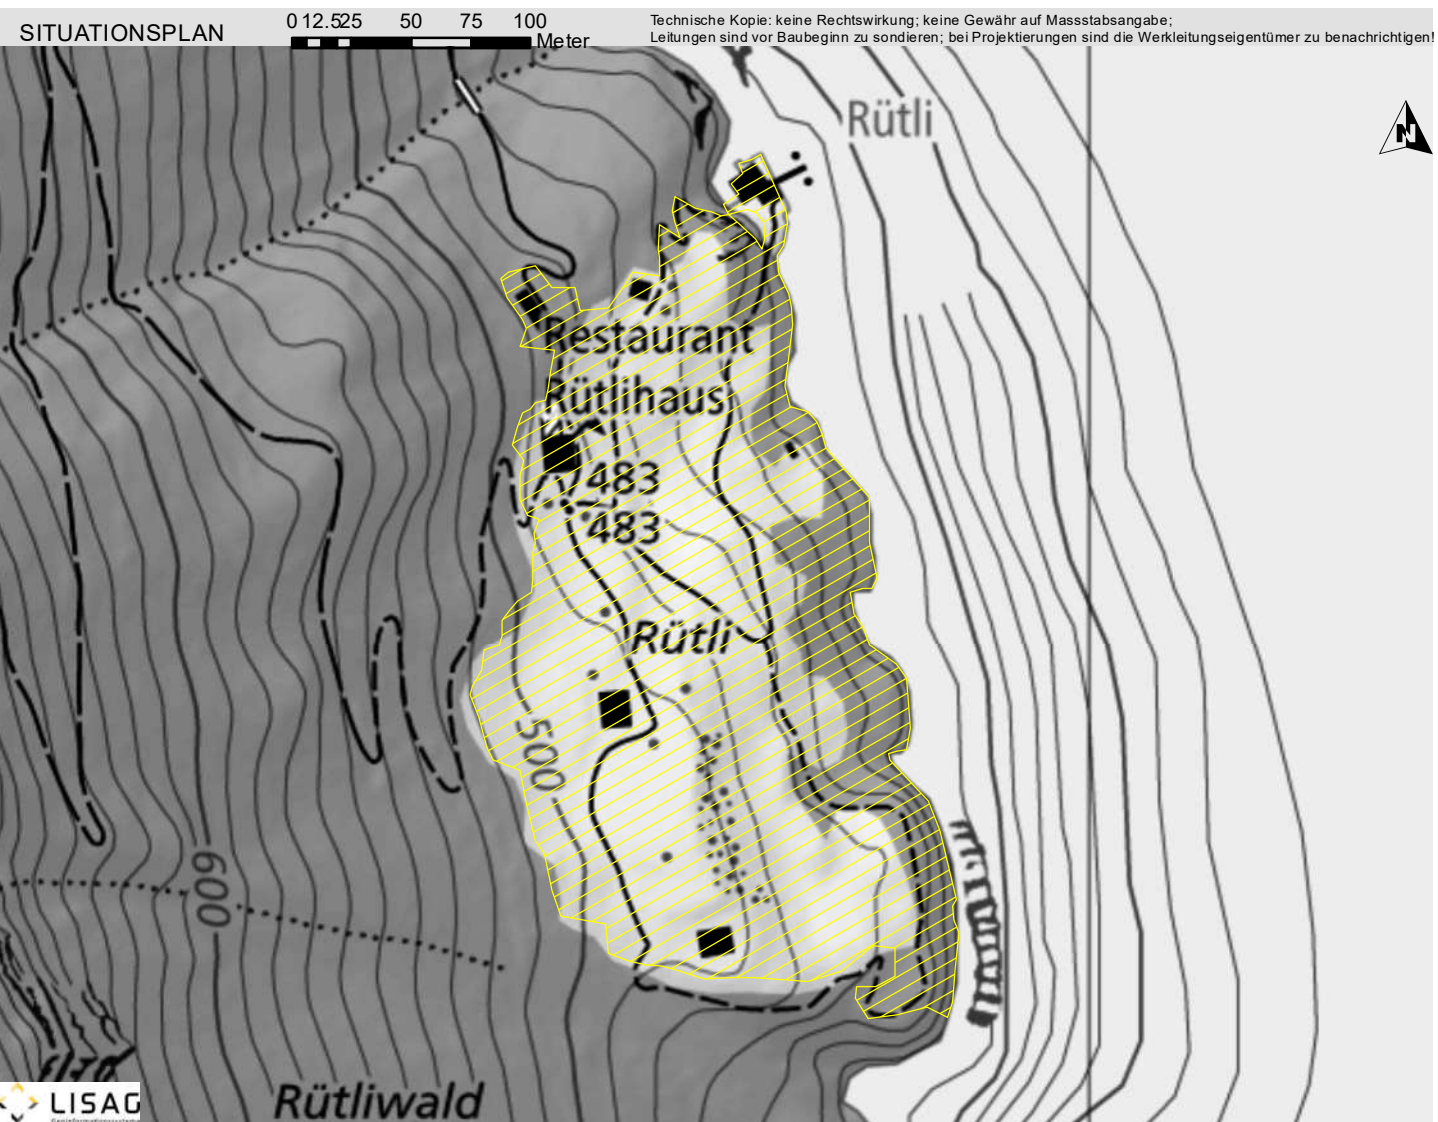 SITUATIONSPLAN
0 12.5 25 50 75 100
Meter
Technische Kopie: keine Rechtswirkung; keine Gewähr auf Massstabsangabe;
Leitungen sind vor Baubeginn zu sondieren; bei Projektierungen sind die Werkleitungseigentümer zu benachrichtigen!
Rütli
N
Restaurant
Rütlihaus
483
483
Rütli
500
600
Rütliwald
LISAG